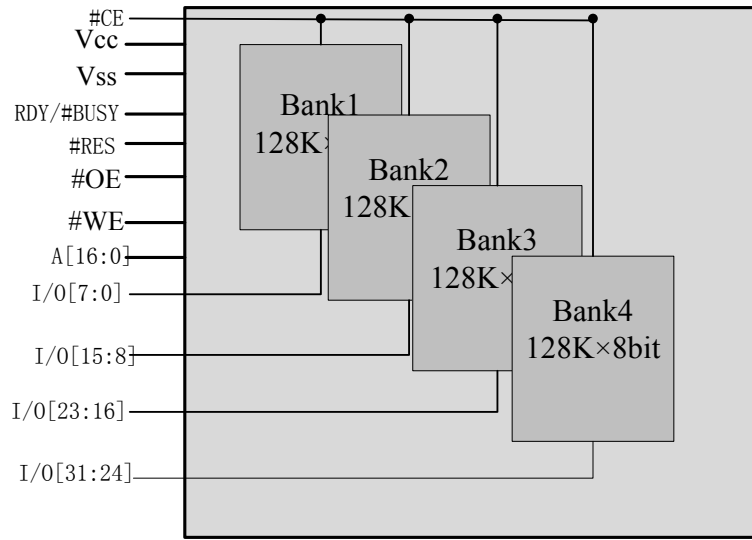 #CE
Vcc
Vss
RDY/#BUSY
#RES
#OE
#WE
A[16:0]
I/O[7:0]
I/O[15:8]
I/O[23:16]
I/O[31:24]
Bank1
128K×
Bank2
128K
Bank3
128K×
Bank4
128K×8bit